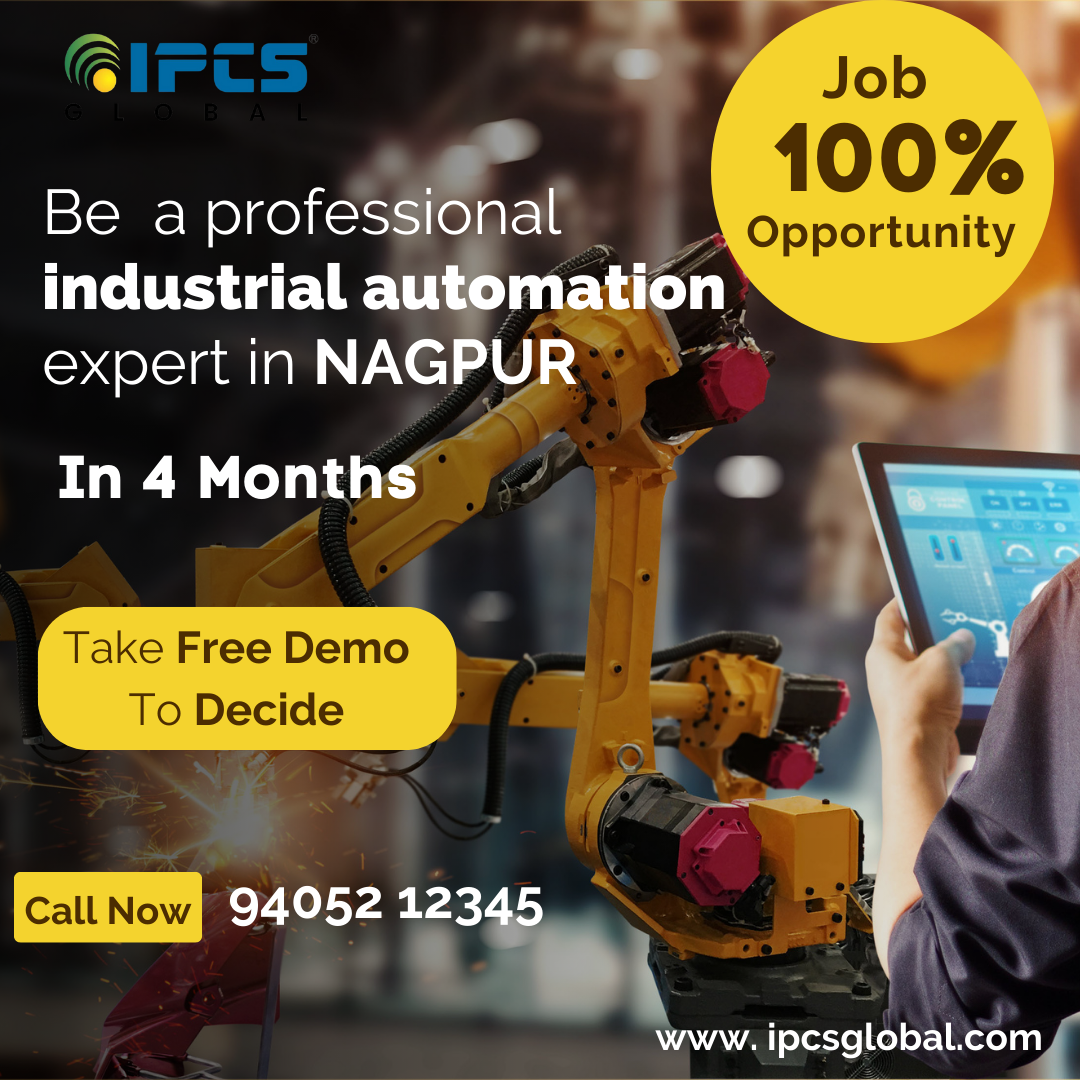 IPCS®
GLOBAL
Job
100%
Opportunity
Be a professional
industrial automation
expert in NAGPUR
In 4 Months
Take Free Demo
To Decide
Call Now
94052 12345
www. ipcsglobal.com